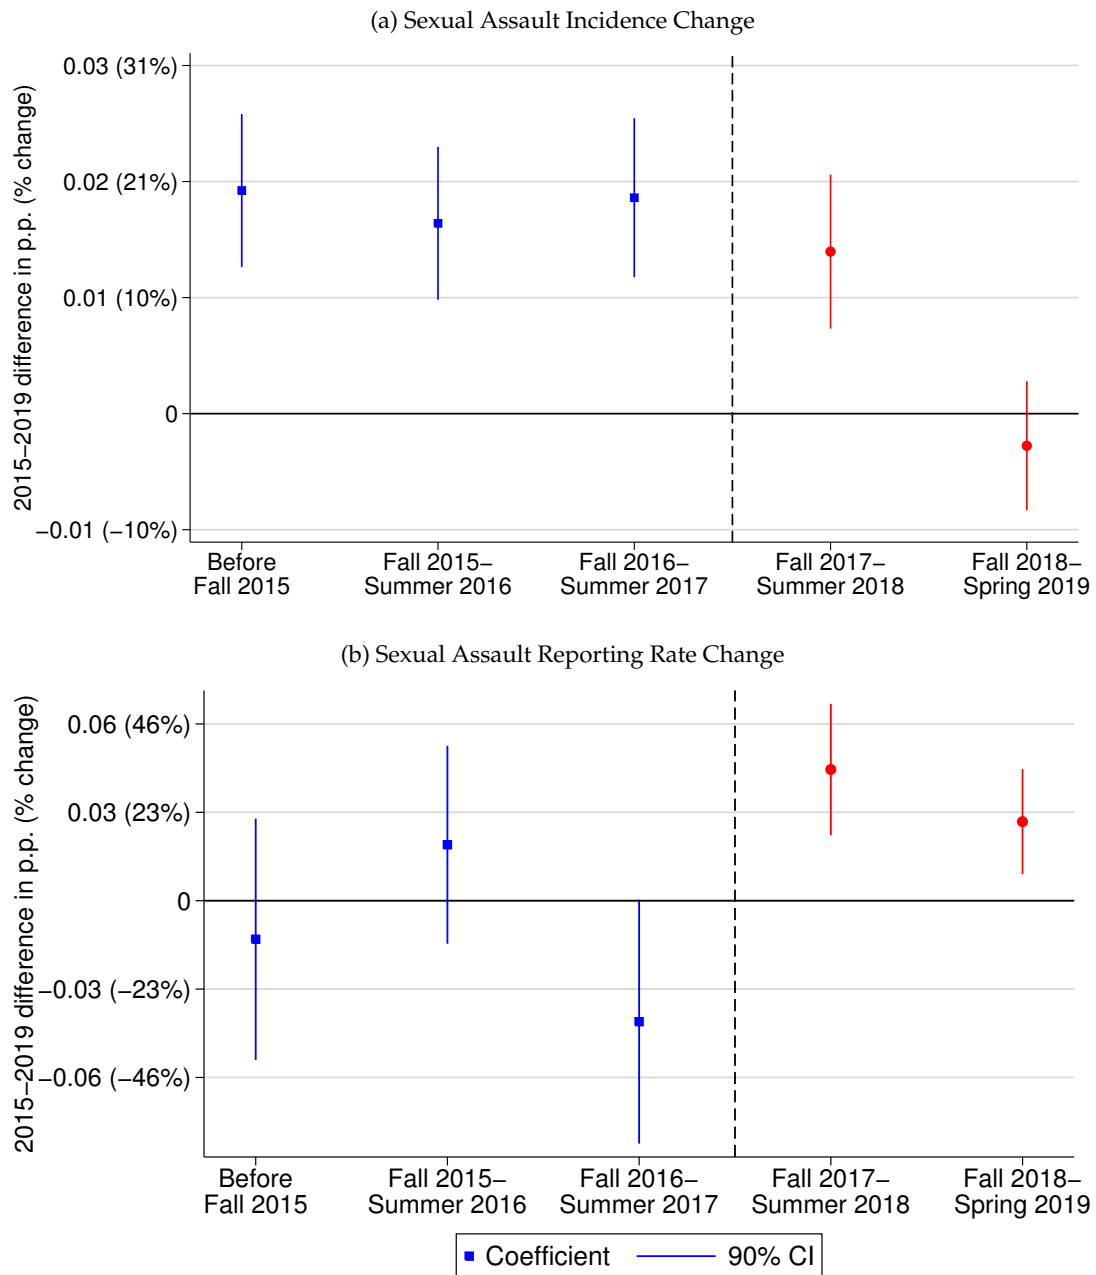 (a) Sexual Assault Incidence Change
2015–2019 difference in p.p. (% change)
0.03 (31%)
0.02 (21%)
0.01 (10%)
0
−0.01 (−10%)
Before
Fall 2015
Fall 2015–
Summer 2016
Fall 2016–
Summer 2017
Fall 2017–
Summer 2018
Fall 2018–
Spring 2019
(b) Sexual Assault Reporting Rate Change
2015–2019 difference in p.p. (% change)
0.06 (46%)
0.03 (23%)
0
−0.03 (−23%)
−0.06 (−46%)
Before
Fall 2015
Fall 2015–
Summer 2016
Fall 2016–
Summer 2017
Fall 2017–
Summer 2018
Fall 2018–
Spring 2019
Coefficient
90% CI